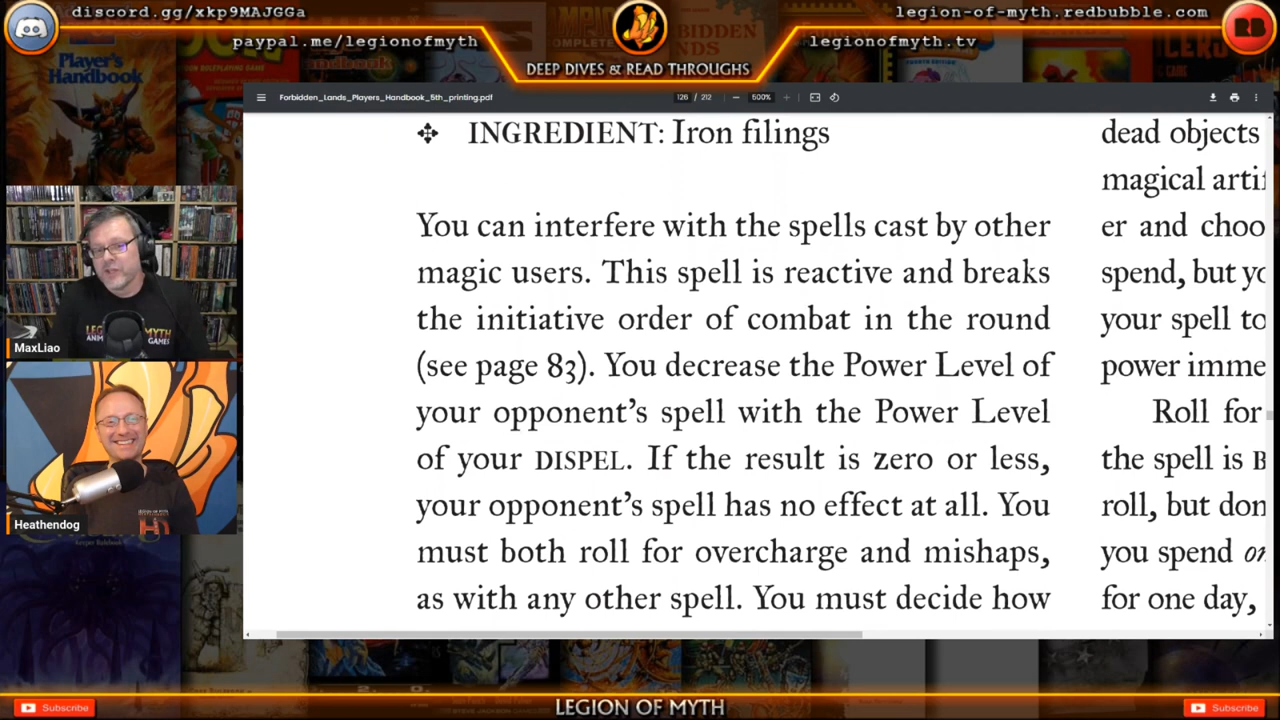 discord.gg/xkp9MAJGGa
paypal.me/legionofmyth
legion-of-myth.redbubble.com
legionofmyth.tv
DEEP DIVES & READ THROUGHS
Player's
Handbook
Forbidden_Lands_Players_Handbook_5th_printing.pdf
126 / 212
500%
INGREDIENT: Iron filings
You can interfere with the spells cast by other
magic users. This spell is reactive and breaks
the initiative order of combat in the round
(see page 83). You decrease the Power Level of
your opponent's spell with the Power Level
of your DISPEL. If the result is zero or less,
your opponent's spell has no effect at all. You
must both roll for overcharge and mishaps,
as with any other spell. You must decide how
dead objects
magical artif
er and choo
spend, but yo
your spell to
power imme
Roll for
the spell is B
roll, but don
you spend on
for one day,
MaxLiao
Heathendog
Subscribe
LEGION OF MYTH
Subscribe